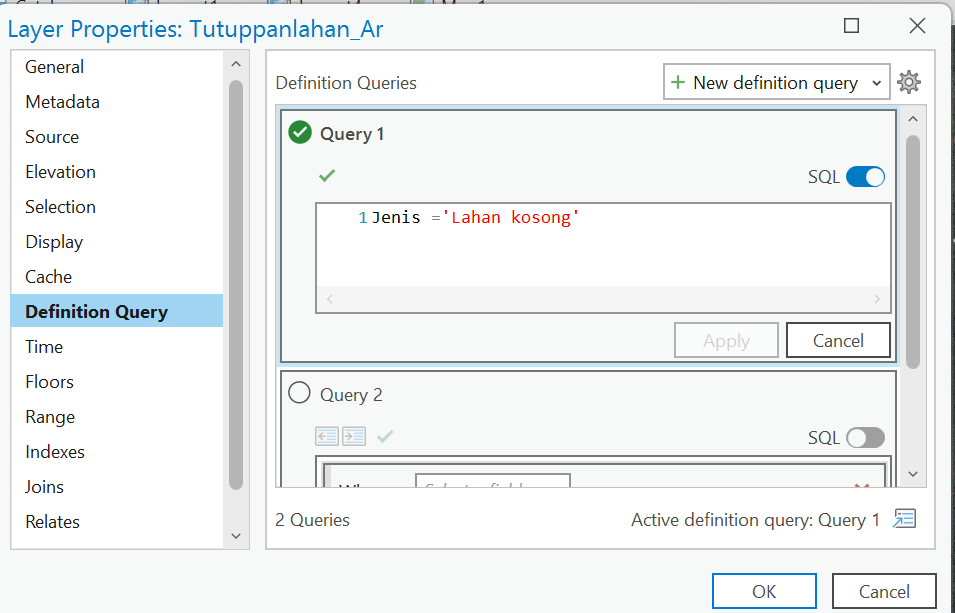 Layer Properties: Tutuppanlahan_Ar
General
Metadata
Source
Elevation
Selection
Display
Cache
Definition Query
Time
Floors
Range
Indexes
Joins
Relates
Definition Queries
New definition query
Query 1
SQL
1 Jenis ='Lahan kosong'
Apply
Cancel
Query 2
SQL
2 Queries
Active definition query: Query 1
OK
Cancel